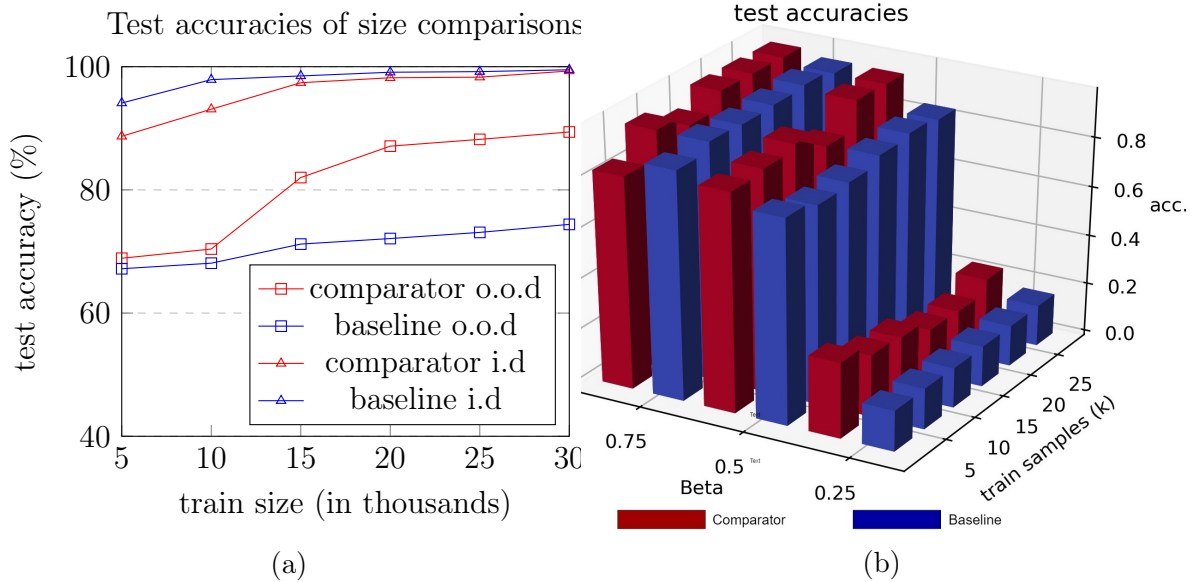 Test accuracies of size comparisons
100
80
60
40
test accuracy (%)
5
10
15
20
25
30
train size (in thousands)
comparator o.o.d
baseline o.o.d
comparator i.d
baseline i.d
(a)
test accuracies
0.8
0.6
0.4
0.2
0.0
acc.
25
20
15
10
5
train samples (k)
0.75
0.5
0.25
Text
Text
Beta
Comparator
Baseline
(b)